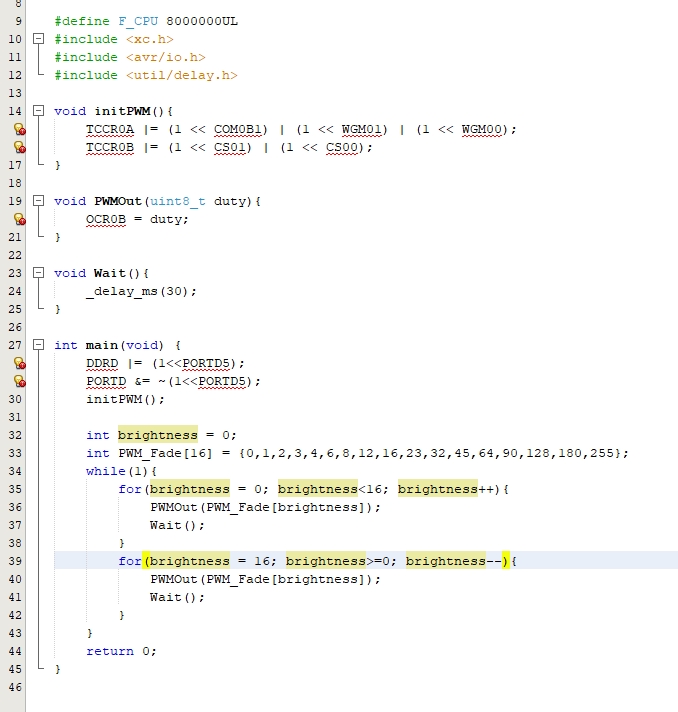 8
9 #define F_CPU 8000000UL
10 #include <xc.h>
11 #include <avr/io.h>
12 #include <util/delay.h>
13
14 void initPWM(){
TCCR0A |= (1 << COM0B1) | (1 << WGM01) | (1 << WGM00);
TCCR0B |= (1 << CS01) | (1 << CS00);
17 }
18
19 void PWMOut(uint8_t duty){
OCR0B = duty;
21 }
22
23 void Wait(){
24 _delay_ms(30);
25 }
26
27 int main(void) {
DDRD |= (1<<PORTD5);
PORTD &= ~(1<<PORTD5);
30 initPWM();
31
32 int brightness = 0;
33 int PWM_Fade[16] = {0,1,2,3,4,6,8,12,16,23,32,45,64,90,128,180,255};
34 while(1){
35 for(brightness = 0; brightness<16; brightness++){
36 PWMOut(PWM_Fade[brightness]);
37 Wait();
38 }
39 for(brightness = 16; brightness>=0; brightness--){
40 PWMOut(PWM_Fade[brightness]);
41 Wait();
42 }
43 }
44 return 0;
45 }
46